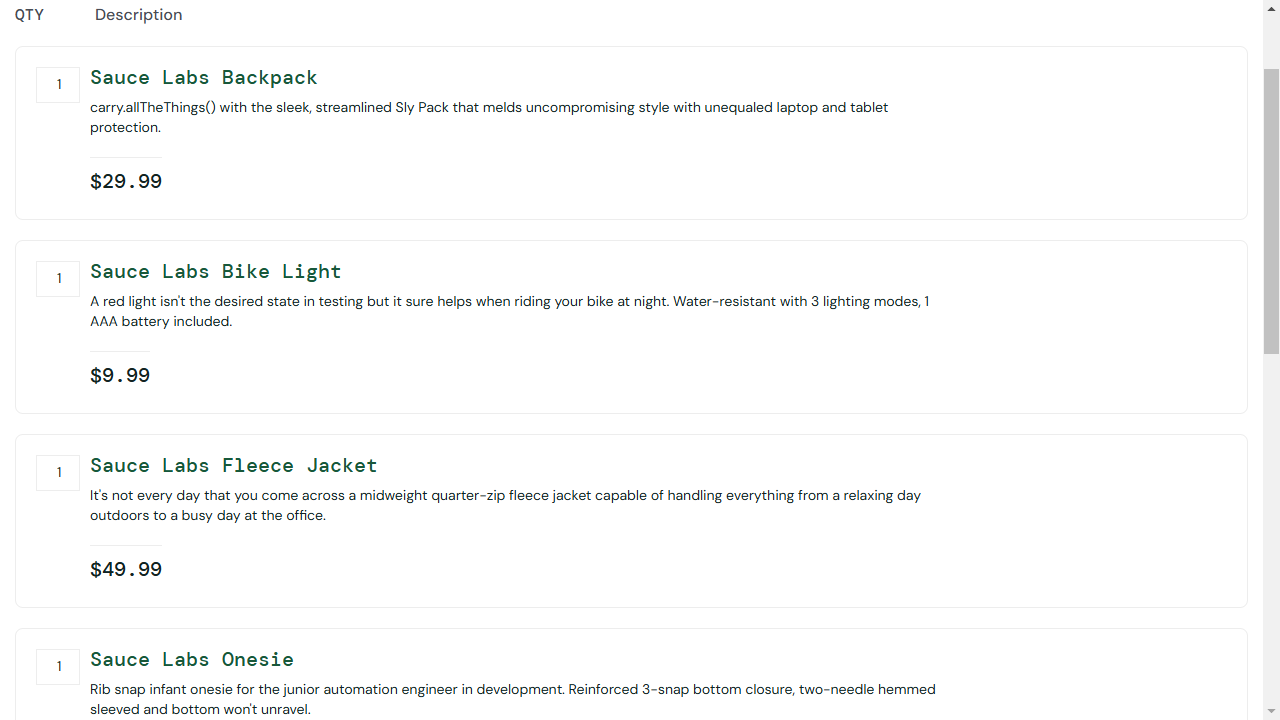 QTY Description
1 Sauce Labs Backpack
carry.allTheThings() with the sleek, streamlined Sly Pack that melds uncompromising style with unequaled laptop and tablet
protection.
$29.99
1 Sauce Labs Bike Light
A red light isn't the desired state in testing but it sure helps when riding your bike at night. Water-resistant with 3 lighting modes, 1
AAA battery included.
$9.99
1 Sauce Labs Fleece Jacket
It's not every day that you come across a midweight quarter-zip fleece jacket capable of handling everything from a relaxing day
outdoors to a busy day at the office.
$49.99
1 Sauce Labs Onesie
Rib snap infant onesie for the junior automation engineer in development. Reinforced 3-snap bottom closure, two-needle hemmed
sleeved and bottom won't unravel.